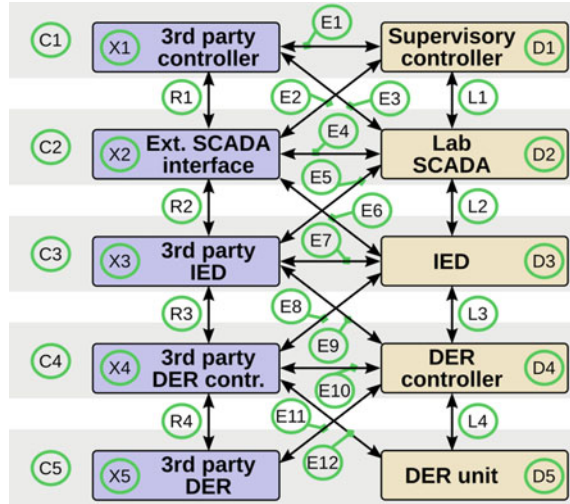 C1
X1
3rd party
controller
E1
Supervisory
controller
D1
R1
E2
E3
L1
C2
X2
Ext. SCADA
interface
E4
Lab
SCADA
D2
E5
R2
E6
L2
C3
X3
3rd party
IED
E7
IED
D3
R3
E8
E9
L3
C4
X4
3rd party
DER contr.
E10
DER
controller
D4
R4
E11
E12
L4
C5
X5
3rd party
DER
DER unit
D5